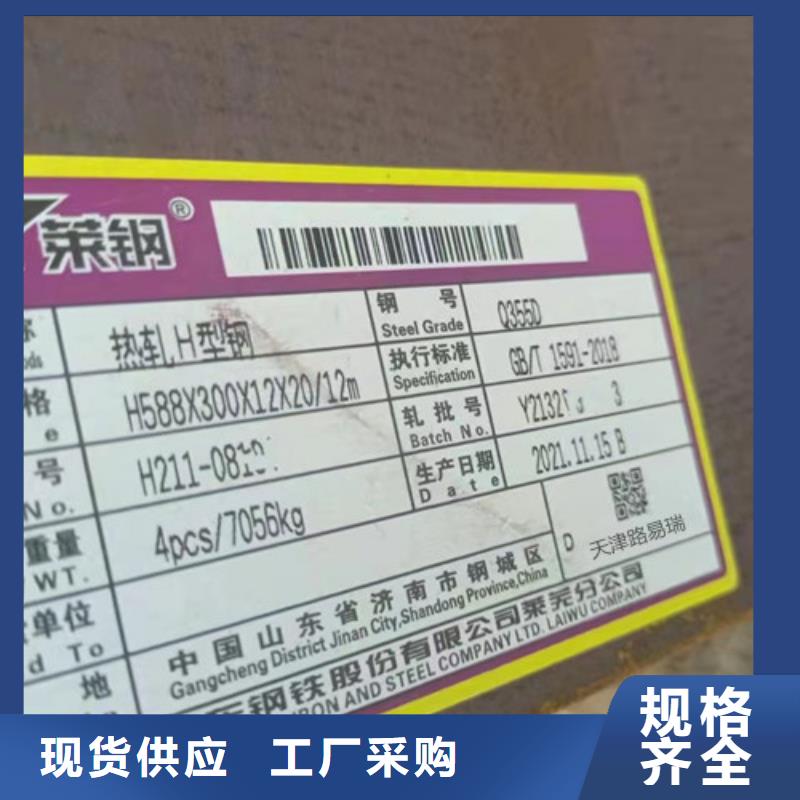 莱钢®
热轧H型钢
钢号
Steel Grade
Q355D
格
H588X300X12X20/12m
执行标准
Specification
GB/T 1591-2018
号
No.
H211-081
轧批号
Batch No.
重量
WT.
4pcs/7056kg
生产日期
Date
2021.11.15 B
单位
d To
D
天津路易瑞
地
中国山东省济南市钢城区
Gangcheng District Jinan City,Shandong Province,China
钢铁股份有限公司莱芜分公司
IRON AND STEEL COMPANY LTD. LAIWU COMPANY
现货供应 工厂采购
规格
齐全